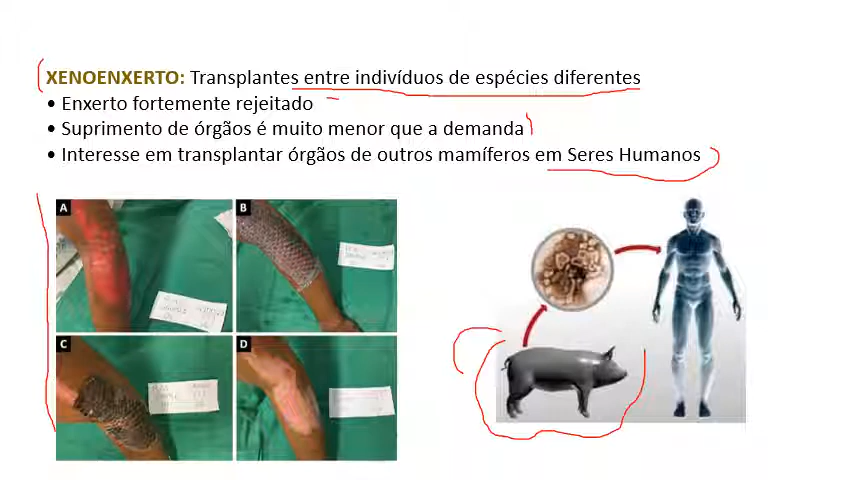 XENOENXERTO: Transplantes entre indivíduos de espécies diferentes
• Enxerto fortemente rejeitado
• Suprimento de órgãos é muito menor que a demanda
• Interesse em transplantar órgãos de outros mamíferos em Seres Humanos
A
B
C
D